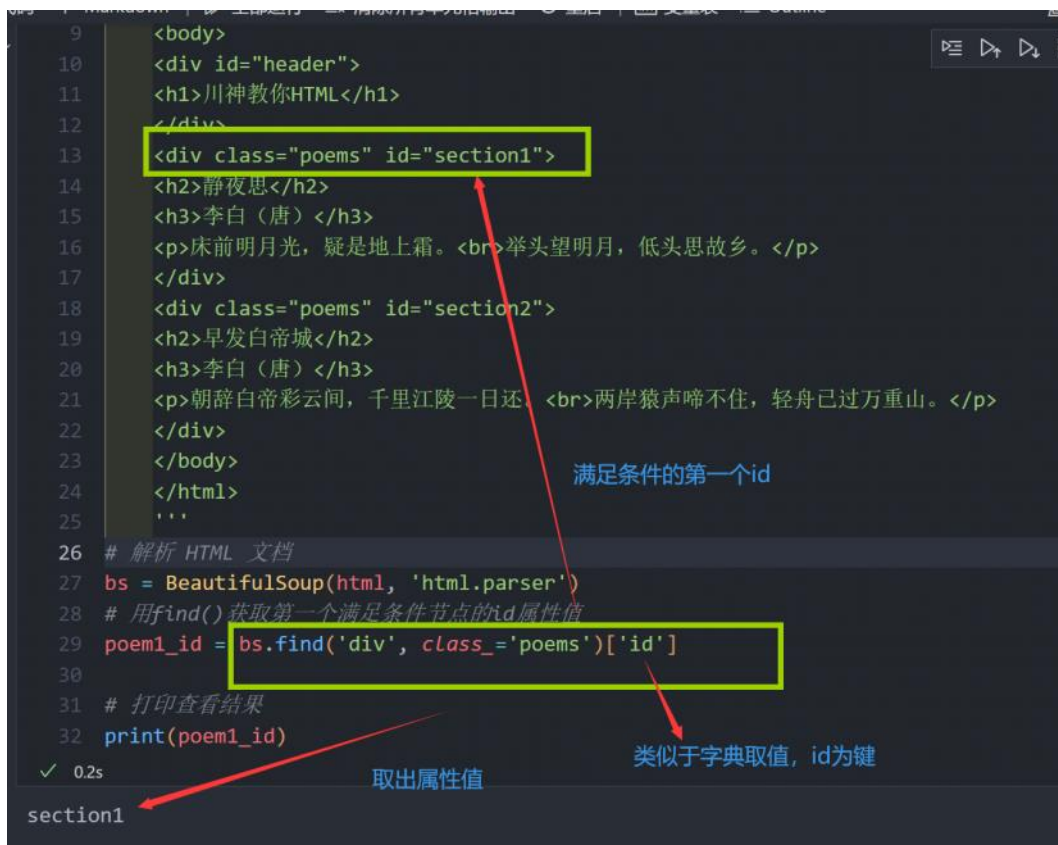 9 <body>
10 <div id="header">
11 <h1>川神教你HTML</h1>
12 </div>
13 <div class="poems" id="section1">
14 <h2>静夜思</h2>
15 <h3>李白（唐）</h3>
16 <p>床前明月光，疑是地上霜。<br>举头望明月，低头思故乡。</p>
17 </div>
18 <div class="poems" id="section2">
19 <h2>早发白帝城</h2>
20 <h3>李白（唐）</h3>
21 <p>朝辞白帝彩云间，千里江陵一日还。<br>两岸猿声啼不住，轻舟已过万重山。</p>
22 </div>
23 </body>
满足条件的第一个id
24 </html>
25 '''
26 # 解析 HTML 文档
27 bs = BeautifulSoup(html, 'html.parser')
28 # 用find()获取第一个满足条件节点的id属性值
29 poem1_id = bs.find('div', class_='poems')['id']
30
31 # 打印查看结果
32 print(poem1_id)
类似于字典取值，id为键
0.2s
取出属性值
section1